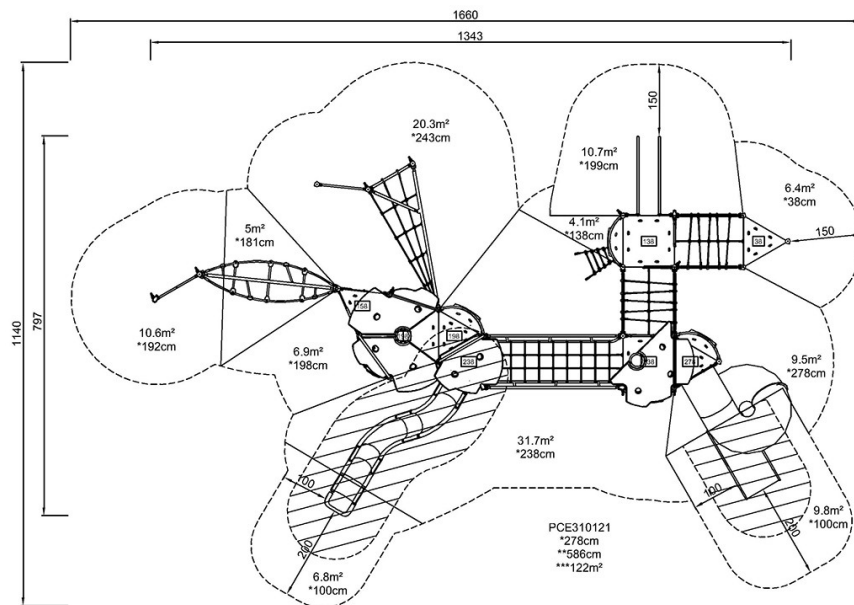 1660
1343
1140
797
20.3m²
*243cm
150
10.7m²
*199cm
6.4m²
*38cm
5m²
*181cm
4.1m²
*138cm
138
38
150
10.6m²
*192cm
158
198
238
6.9m²
*198cm
278
9.5m²
*278cm
31.7m²
*238cm
100
100
200
200
9.8m²
*100cm
PCE310121
*278cm
**586cm
***122m²
6.8m²
*100cm